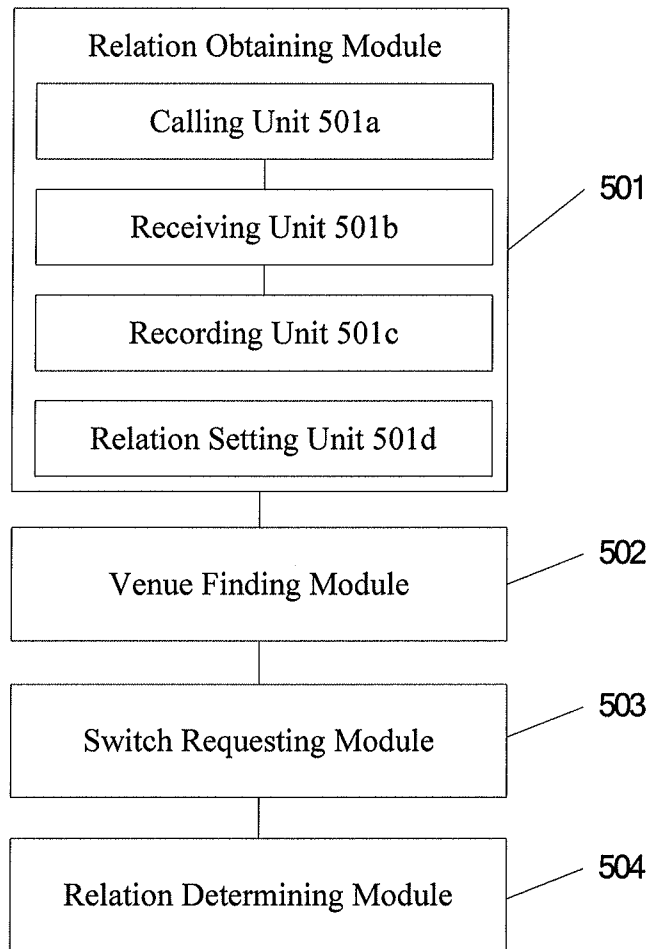 Relation Obtaining Module
Calling Unit 501a
Receiving Unit 501b
501
Recording Unit 501c
Relation Setting Unit 501d
Venue Finding Module
502
Switch Requesting Module
503
Relation Determining Module
504